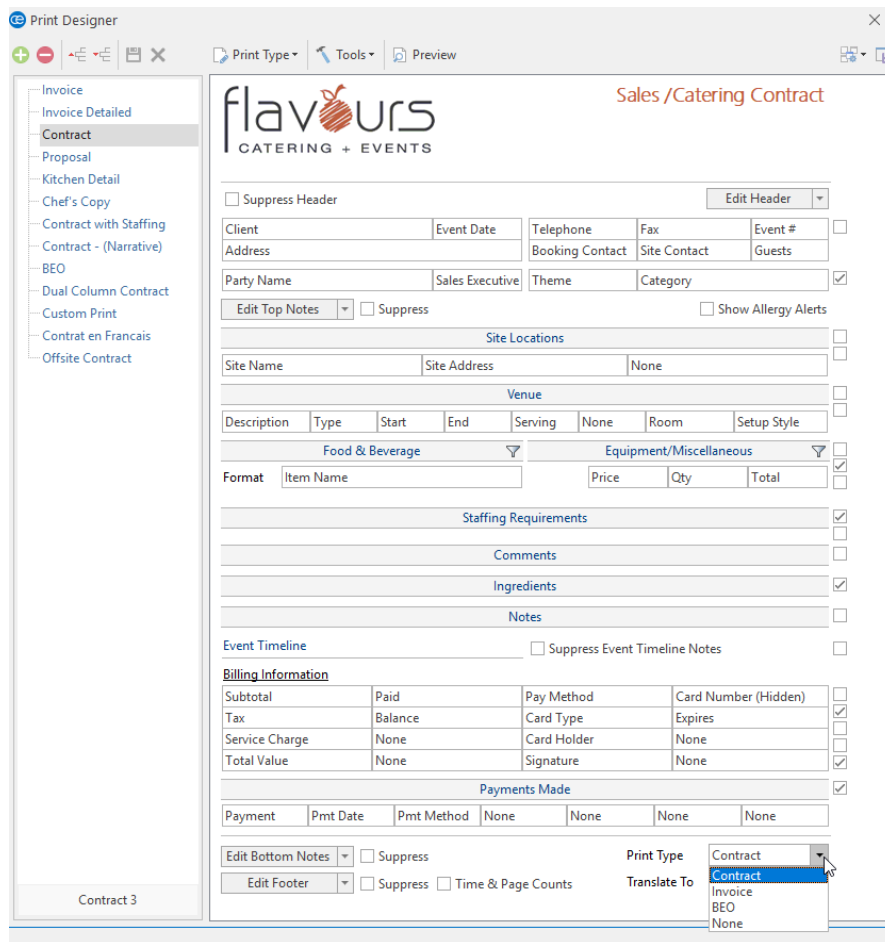 Print Designer
Print Type Tools Preview
Invoice
Invoice Detailed
Contract
Proposal
Kitchen Detail
Chef's Copy
Contract with Staffing
Contract - (Narrative)
BEO
Dual Column Contract
Custom Print
Contrat en Francais
Offsite Contract
Contract 3
flavours
CATERING + EVENTS
Sales /Catering Contract
Suppress Header Edit Header
Client Event Date Telephone Fax Event #
Address Booking Contact Site Contact Guests
Party Name Sales Executive Theme Category
Edit Top Notes Suppress Show Allergy Alerts
Site Locations
Site Name Site Address None
Venue
Description Type Start End Serving None Room Setup Style
Food & Beverage Equipment/Miscellaneous
Format Item Name Price Qty Total
Staffing Requirements
Comments
Ingredients
Notes
Event Timeline Suppress Event Timeline Notes
Billing Information
Subtotal Paid Pay Method Card Number (Hidden)
Tax Balance Card Type Expires
Service Charge None Card Holder None
Total Value None Signature None
Payments Made
Payment Pmt Date Pmt Method None None None None
Edit Bottom Notes Suppress Print Type Contract
Edit Footer Suppress Time & Page Counts Translate To
Contract
Invoice
BEO
None